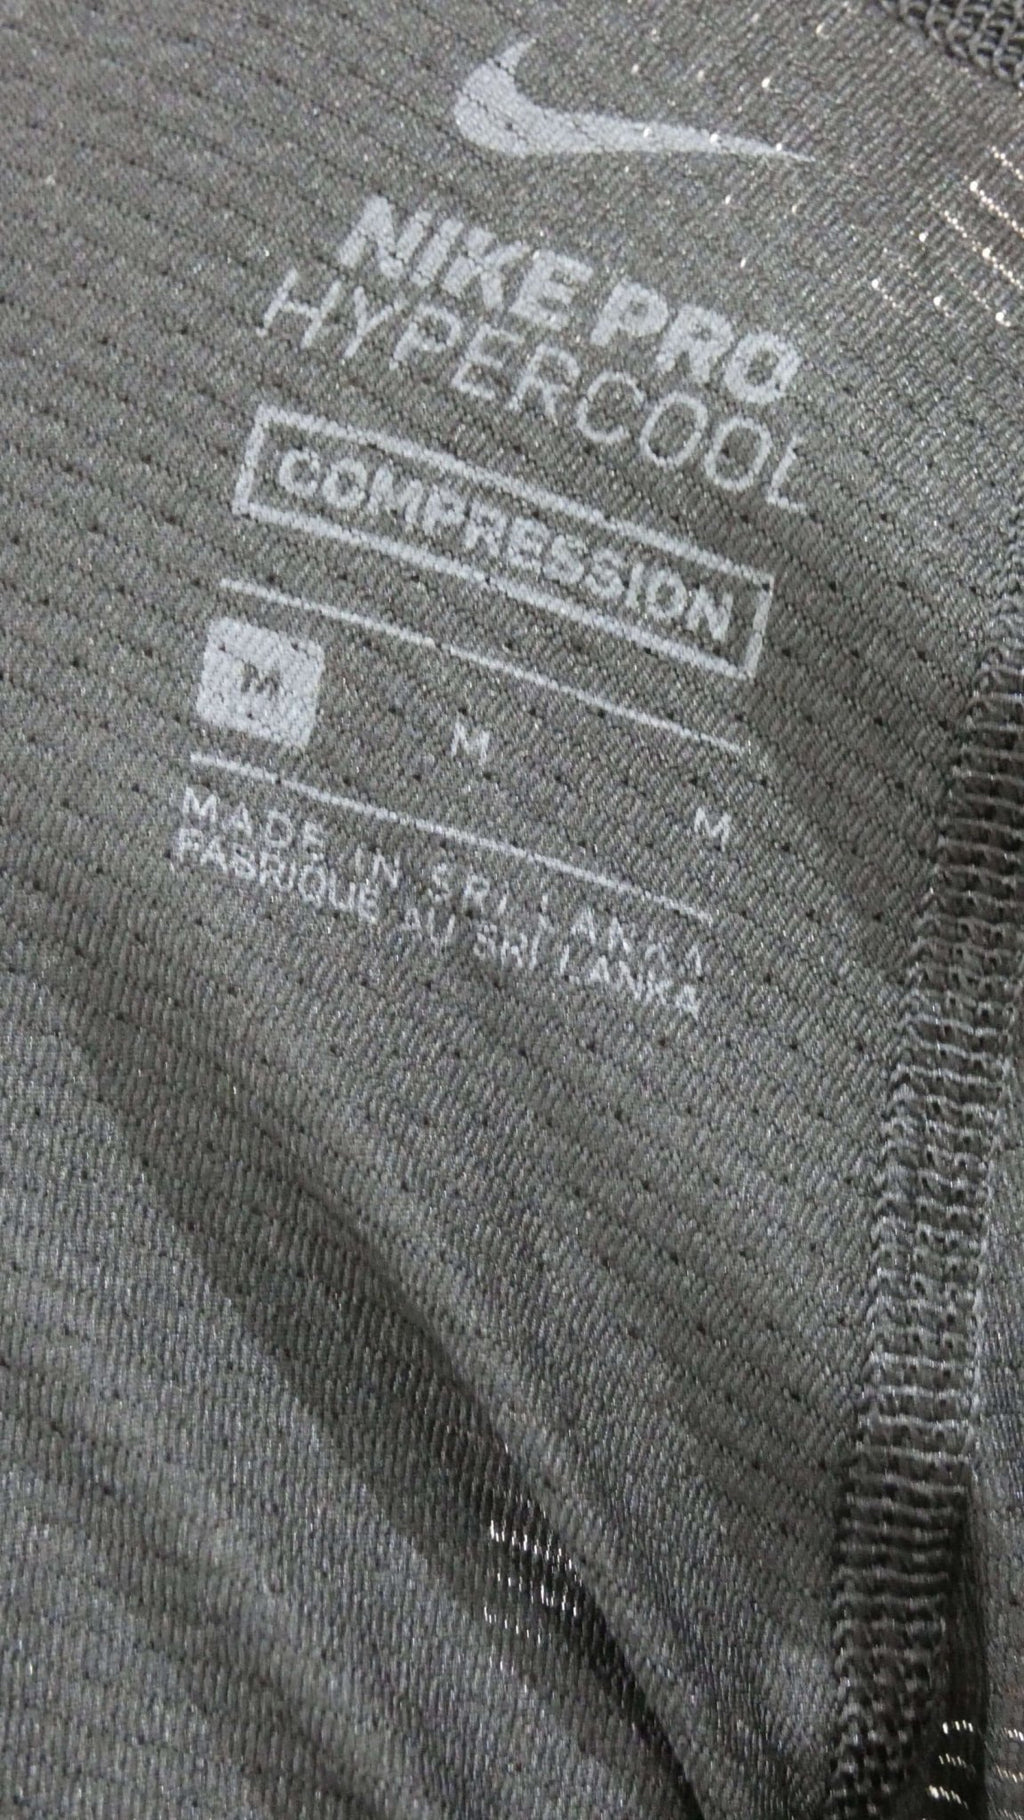 NIKE PRO
HYPERCOOL
COMPRESSION
M M M
MADE IN SRI LANKA
FABRIQUÉ AU SRI LANKA